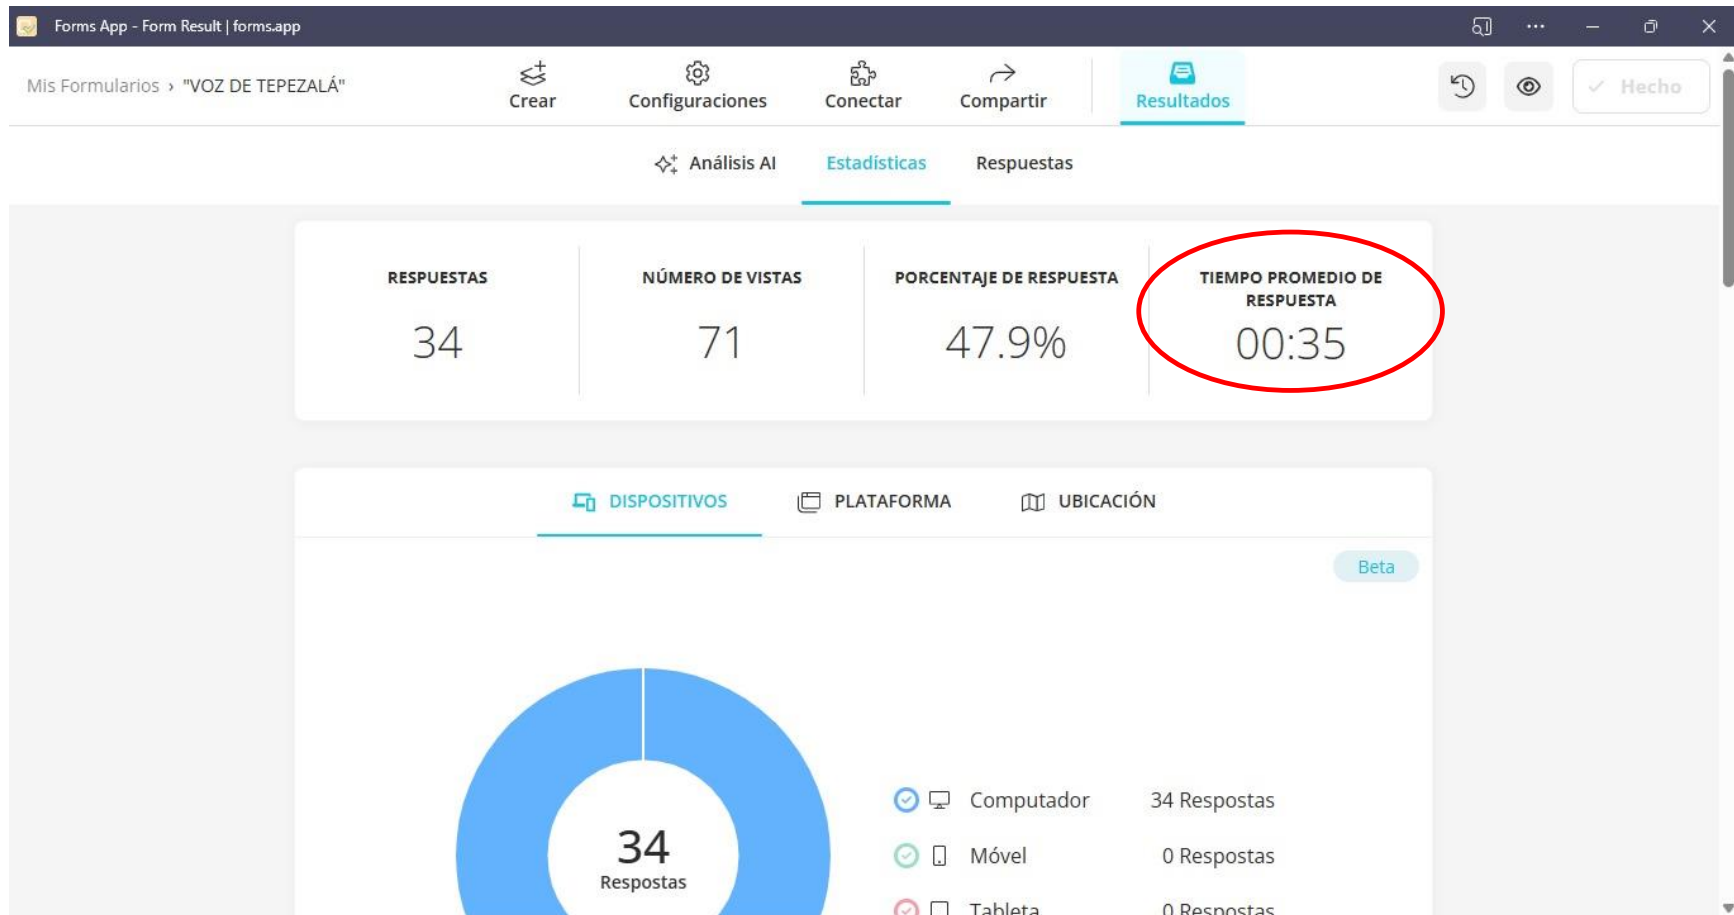 Forms App - Form Result | forms.app
Mis Formularios › "VOZ DE TEPEZALÁ"
Crear
Configuraciones
Conectar
Compartir
Resultados
Hecho
Análisis AI
Estadísticas
Respuestas
RESPUESTAS
34
NÚMERO DE VISTAS
71
PORCENTAJE DE RESPUESTA
47.9%
TIEMPO PROMEDIO DE
RESPUESTA
00:35
DISPOSITIVOS
PLATAFORMA
UBICACIÓN
Beta
34
Respostas
Computador 34 Respostas
Móvel 0 Respostas
Tableta 0 Respostas